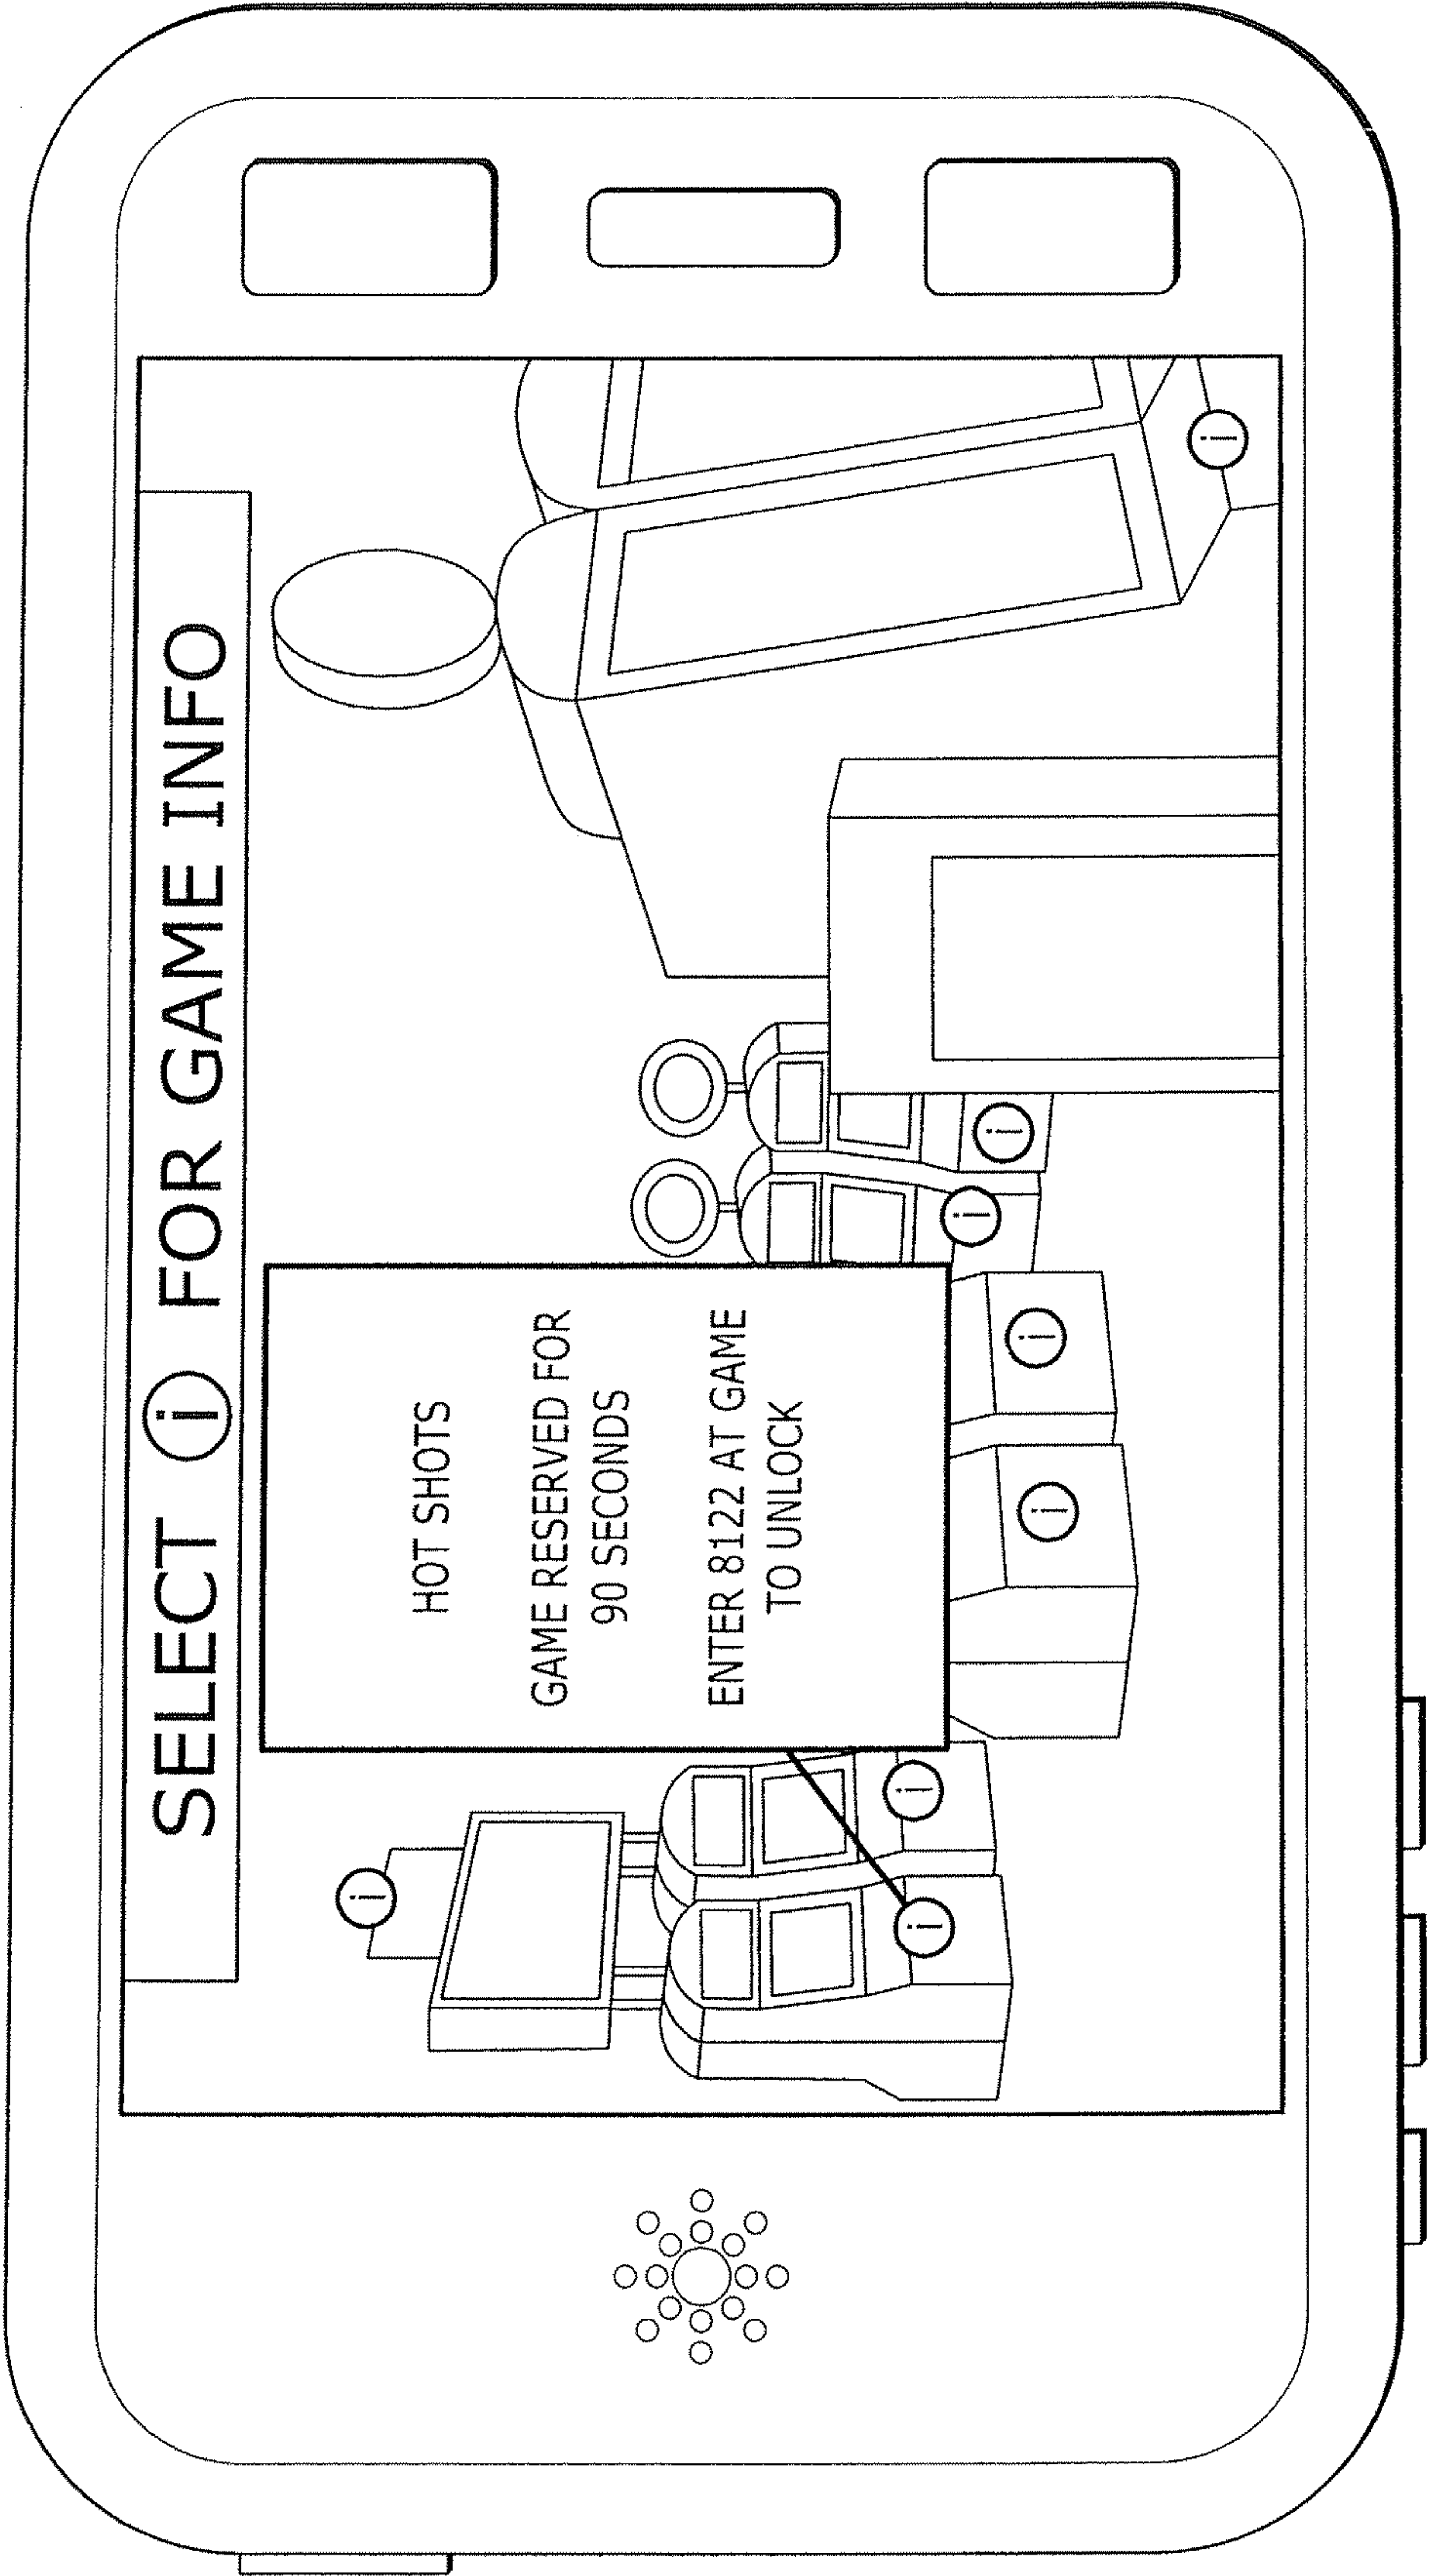 SELECT i FOR GAME INFO
HOT SHOTS
GAME RESERVED FOR
90 SECONDS
ENTER 8122 AT GAME
TO UNLOCK
i
i
i
i
i
i
i
i